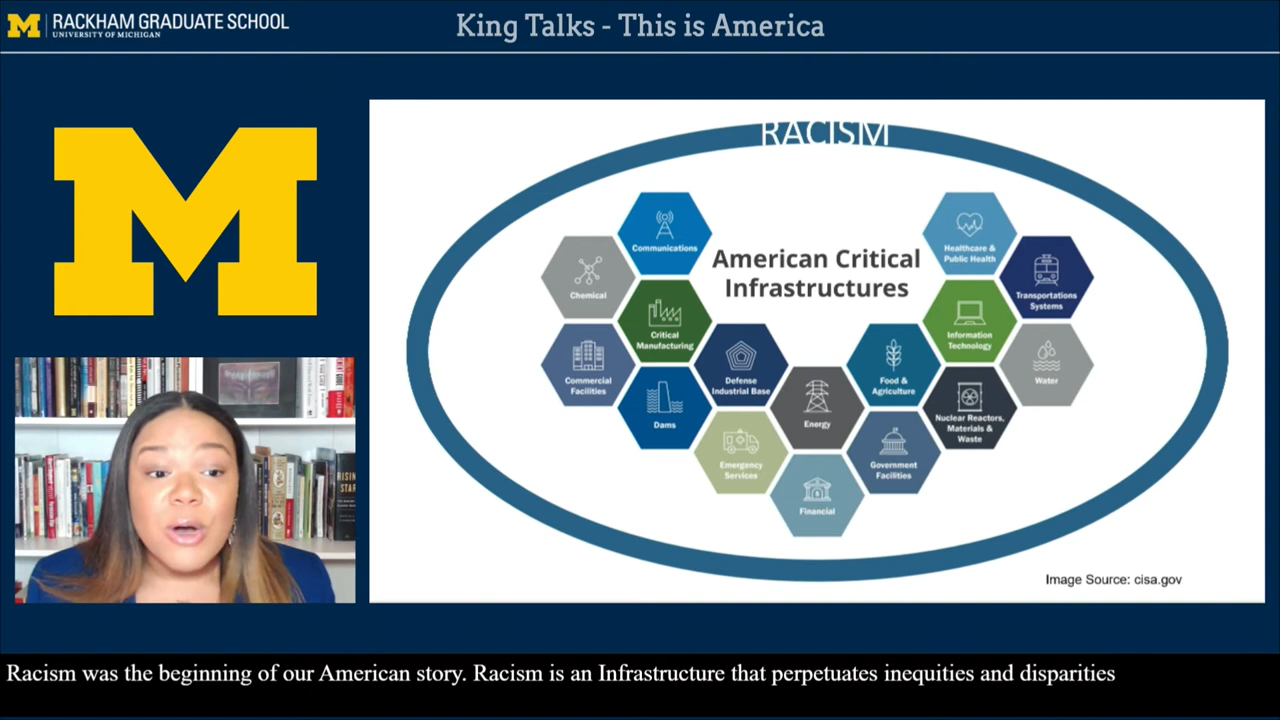 RACKHAM GRADUATE SCHOOL
UNIVERSITY OF MICHIGAN
King Talks - This is America
M
RACISM
American Critical
Infrastructures
Communications
Healthcare &
Public Health
Chemical
Transportations
Systems
Critical
Manufacturing
Information
Technology
Commercial
Facilities
Defense
Industrial Base
Food &
Agriculture
Water
Dams
Energy
Nuclear Reactors,
Materials &
Waste
Emergency
Services
Government
Facilities
Financial
Image Source: cisa.gov
RISING
STAR
Racism was the beginning of our American story. Racism is an Infrastructure that perpetuates inequities and disparities